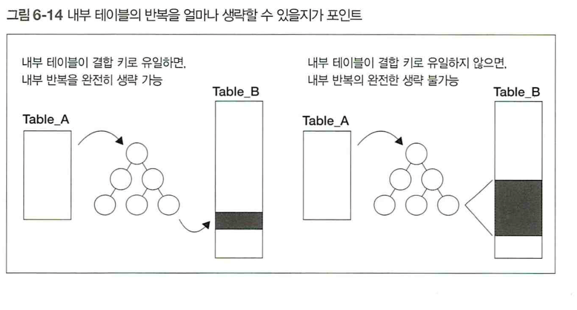 그림 6-14 내부 테이블의 반복을 얼마나 생략할 수 있을지가 포인트
내부 테이블이 결합 키로 유일하면,
내부 반복을 완전히 생략 가능
Table_A
Table_B
내부 테이블이 결합 키로 유일하지 않으면,
내부 반복의 완전한 생략 불가능
Table_A
Table_B